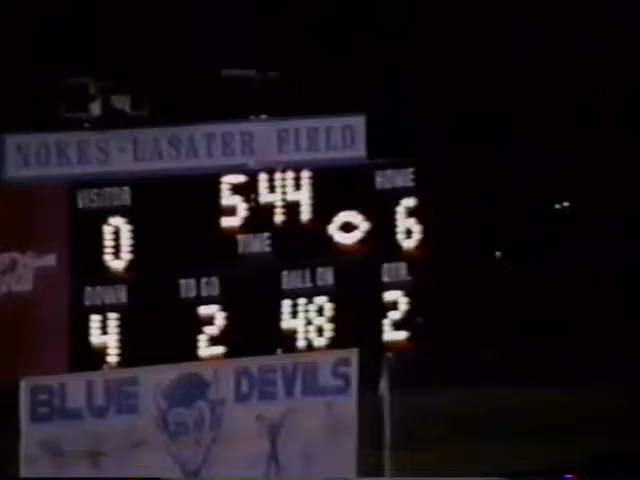 NOKES-LASATER FIELD
VISITOR 5:44 HOME
0 TIME 6
DOWN TO GO BALL ON QTR.
4 2 48 2
BLUE DEVILS